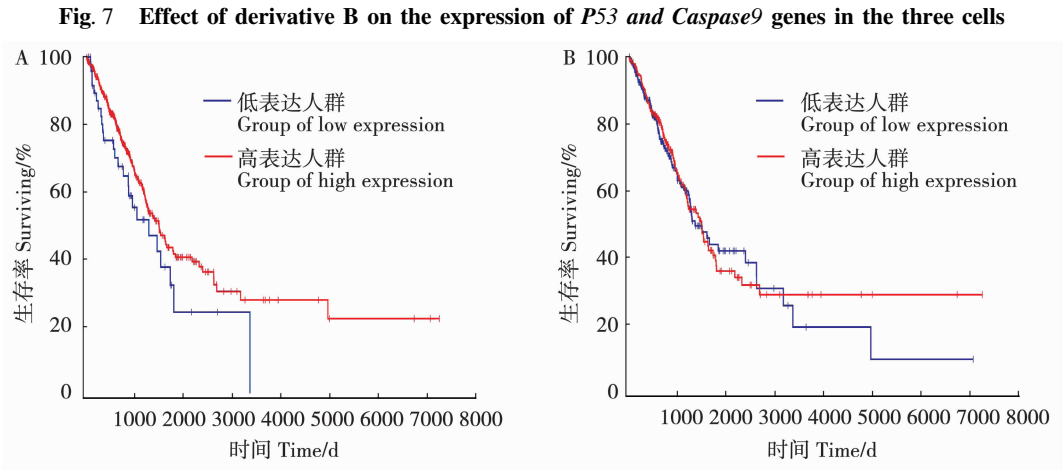 Fig. 7 Effect of derivative B on the expression of P53 and Caspase9 genes in the three cells
A
100
80
60
40
20
0
生存率 Surviving/%
低表达人群
Group of low expression
高表达人群
Group of high expression
1000 2000 3000 4000 5000 6000 7000 8000
时间 Time/d
B
100
80
60
40
20
0
生存率 Surviving/%
低表达人群
Group of low expression
高表达人群
Group of high expression
1000 2000 3000 4000 5000 6000 7000 8000
时间 Time/d